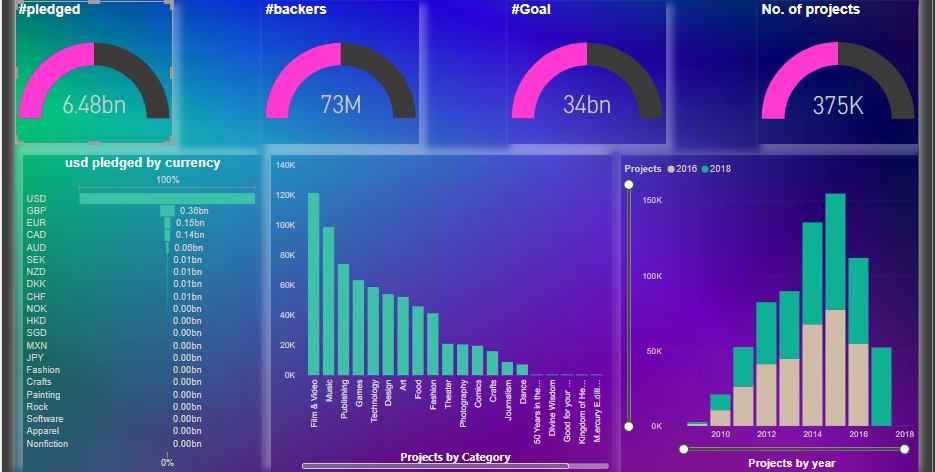 #pledged
#backers
#Goal
No. of projects
6.48bn
73M
34bn
375K
usd pledged by currency
100%
USD
GBP 0.36bn
EUR 0.15bn
CAD 0.14bn
AUD 0.06bn
SEK 0.01bn
NZD 0.01bn
DKK 0.01bn
CHF 0.01bn
NOK 0.00bn
HKD 0.00bn
SGD 0.00bn
MXN 0.00bn
JPY 0.00bn
Fashion 0.00bn
Crafts 0.00bn
Painting 0.00bn
Rock 0.00bn
Software 0.00bn
Apparel 0.00bn
Nonfiction 0.00bn
0%
140K
120K
100K
80K
60K
40K
20K
0K
Film & Video
Music
Publishing
Games
Technology
Design
Art
Food
Fashion
Theater
Photography
Comics
Crafts
Journalism
Dance
50 Years in the...
Divine Wisdom
Good for your ...
Kingdom of He...
M.ercury E.diti...
Projects by Category
Projects 2016 2018
150K
100K
50K
0K
2010 2012 2014 2016 2018
Projects by year